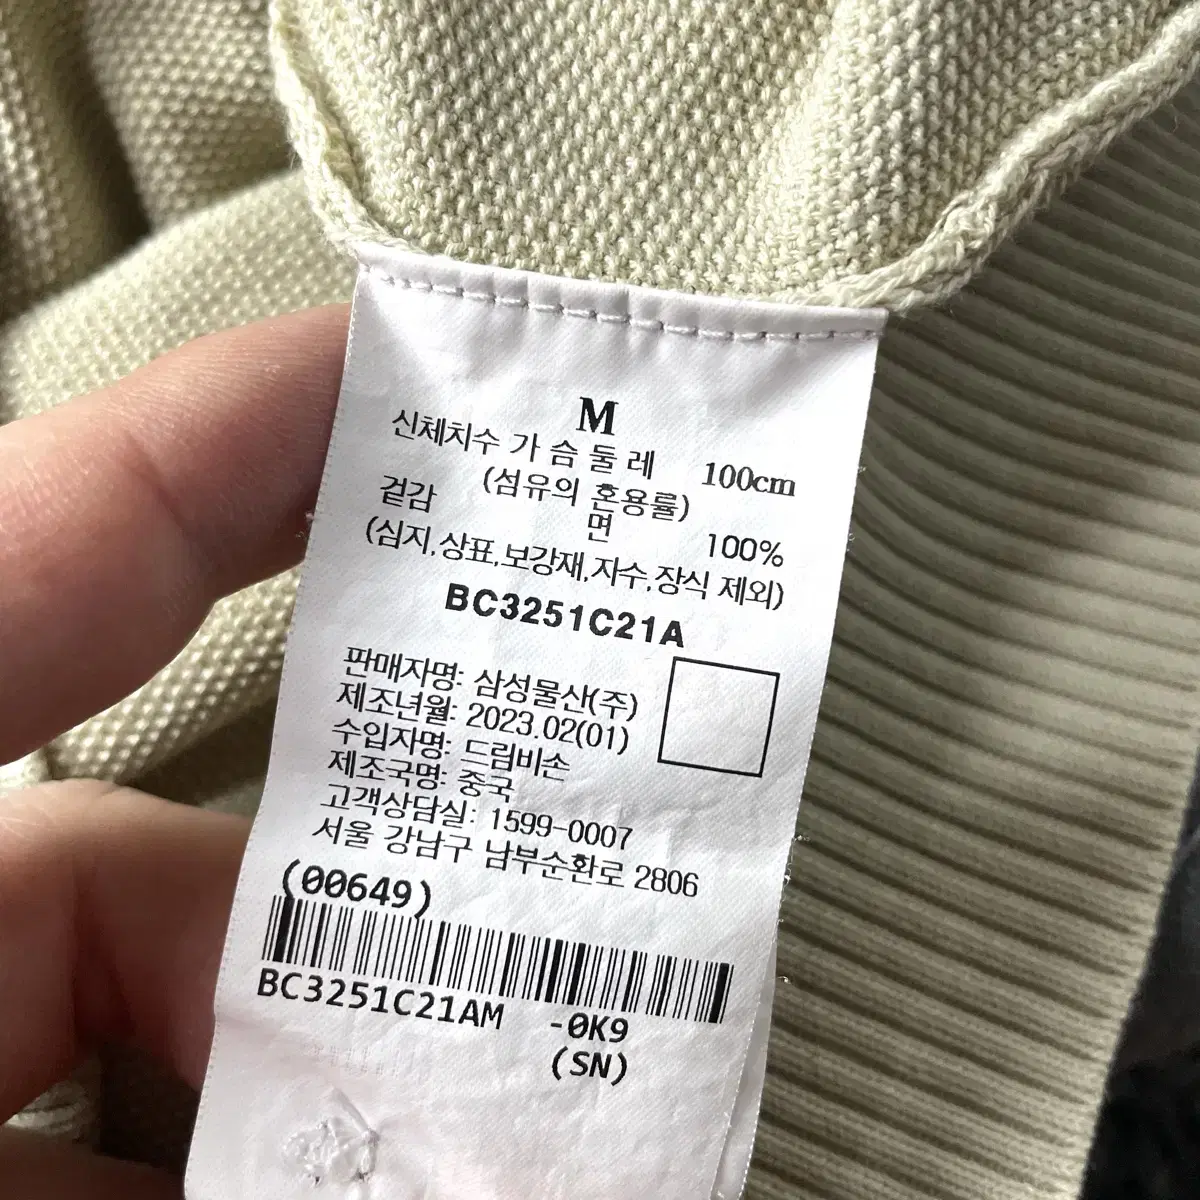 M
신체치수 가 슴 둘 레 100cm
(섬유의 혼용률)
겉감 면 100%
(심지,상표,보강재,자수,장식 제외)
BC3251C21A
판매자명: 삼성물산(주)
제조년월: 2023.02(01)
수입자명: 드림비손
제조국명: 중국
고객상담실: 1599-0007
서울 강남구 남부순환로 2806
(00649)
BC3251C21AM -0K9
(SN)